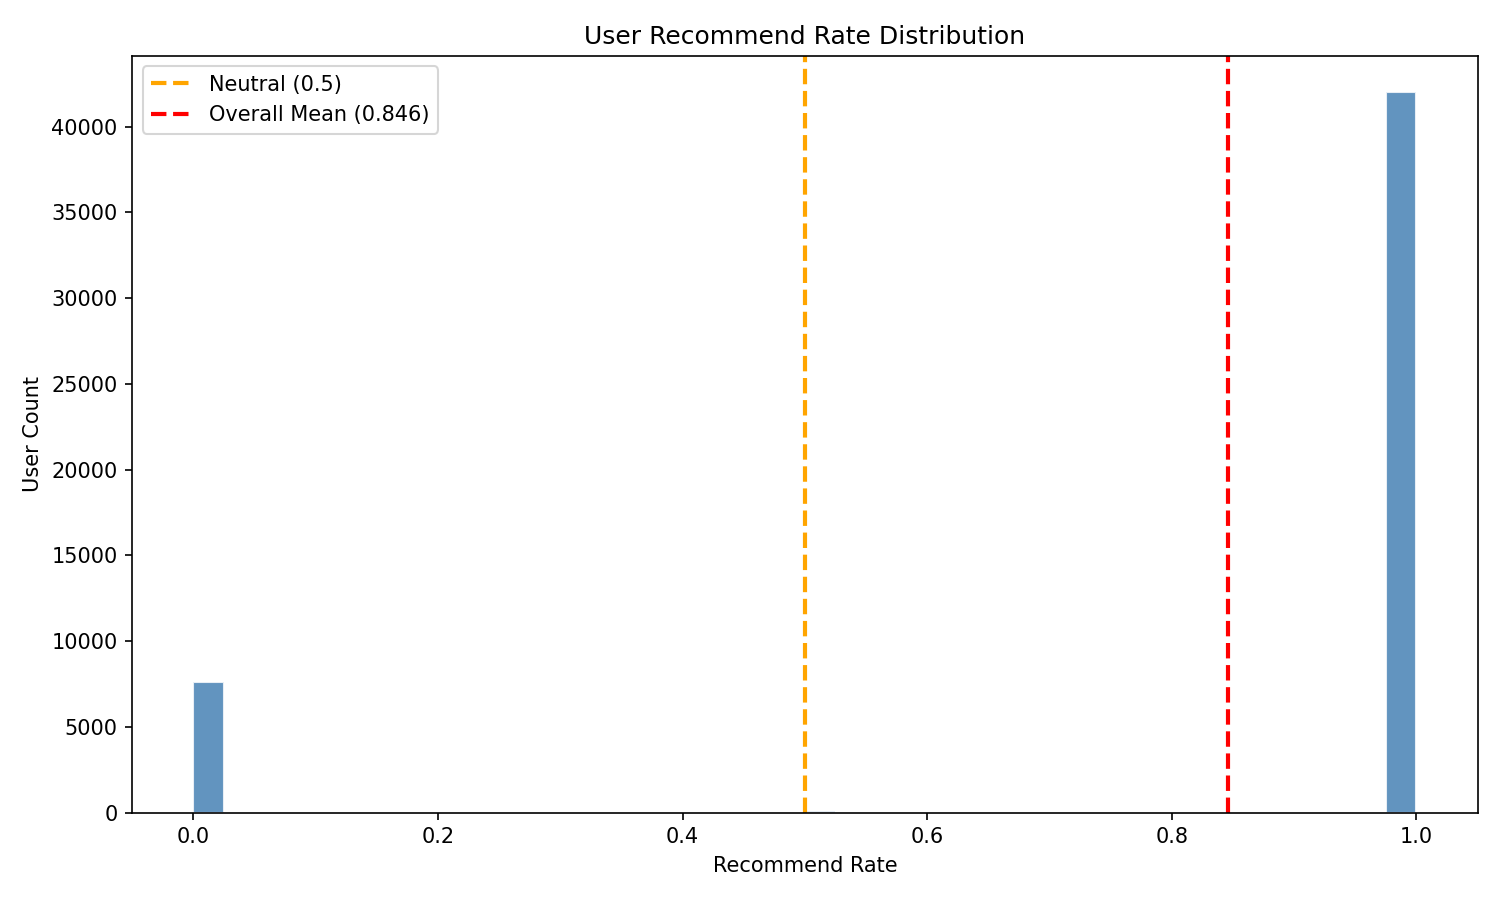 User Recommend Rate Distribution
Neutral (0.5)
Overall Mean (0.846)
40000
35000
30000
25000
20000
15000
10000
5000
0
User Count
0.0 0.2 0.4 0.6 0.8 1.0
Recommend Rate